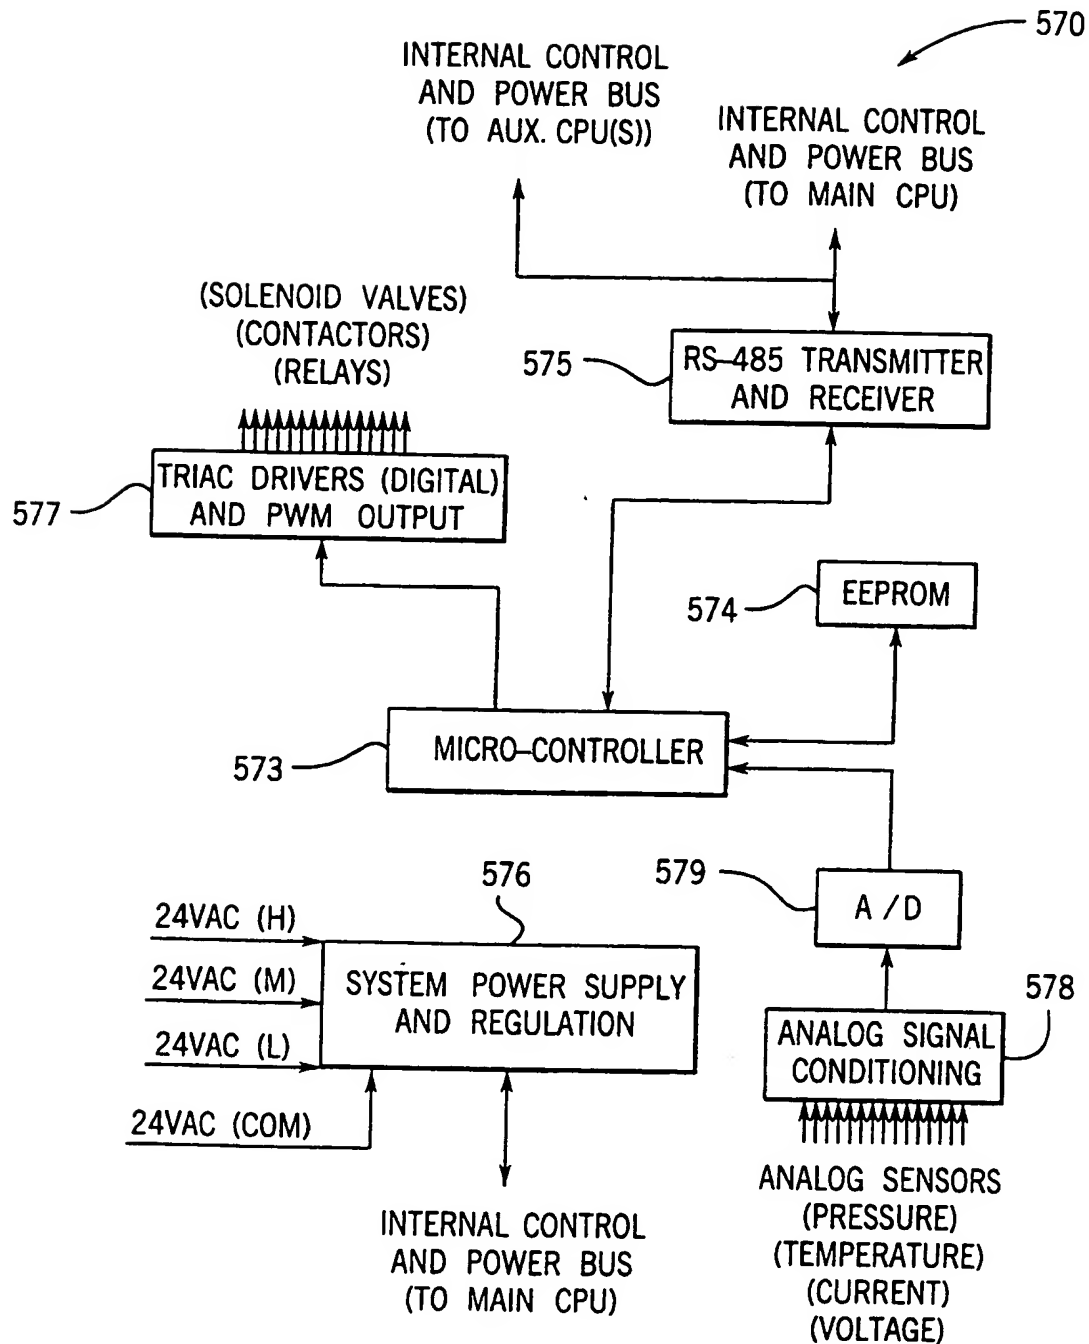 570
INTERNAL CONTROL
AND POWER BUS
(TO AUX. CPU(S))
INTERNAL CONTROL
AND POWER BUS
(TO MAIN CPU)
(SOLENOID VALVES)
(CONTACTORS)
(RELAYS)
575
RS-485 TRANSMITTER
AND RECEIVER
577
TRIAC DRIVERS (DIGITAL)
AND PWM OUTPUT
574
EEPROM
573
MICRO-CONTROLLER
579
A/D
576
24VAC (H)
24VAC (M)
24VAC (L)
24VAC (COM)
SYSTEM POWER SUPPLY
AND REGULATION
578
ANALOG SIGNAL
CONDITIONING
INTERNAL CONTROL
AND POWER BUS
(TO MAIN CPU)
ANALOG SENSORS
(PRESSURE)
(TEMPERATURE)
(CURRENT)
(VOLTAGE)